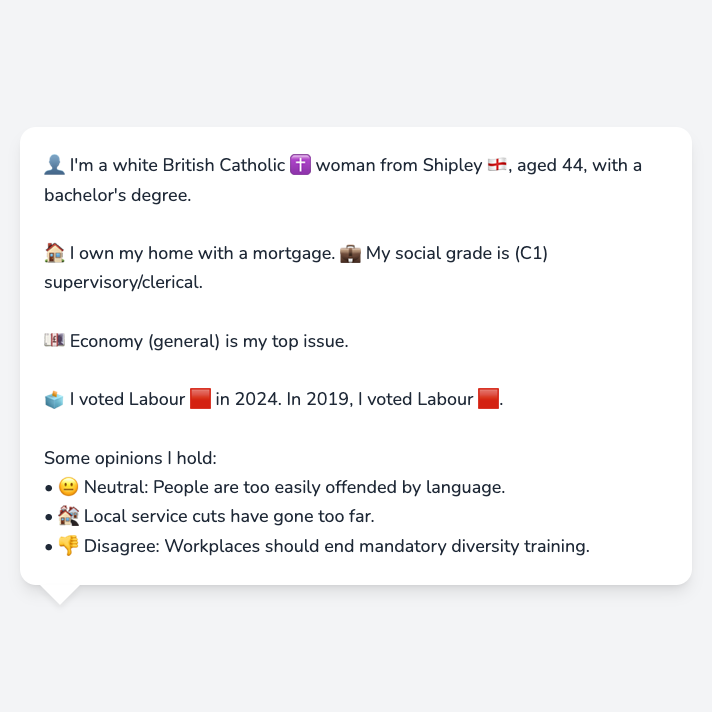 👤 I'm a white British Catholic ✝️ woman from Shipley 🏴󠁧󠁢󠁥󠁮󠁧󠁿, aged 44, with a
bachelor's degree.
🏠 I own my home with a mortgage. 💼 My social grade is (C1)
supervisory/clerical.
💷 Economy (general) is my top issue.
🗳️ I voted Labour 🟥 in 2024. In 2019, I voted Labour 🟥.
Some opinions I hold:
• 😐 Neutral: People are too easily offended by language.
• 🏚️ Local service cuts have gone too far.
• 👎 Disagree: Workplaces should end mandatory diversity training.